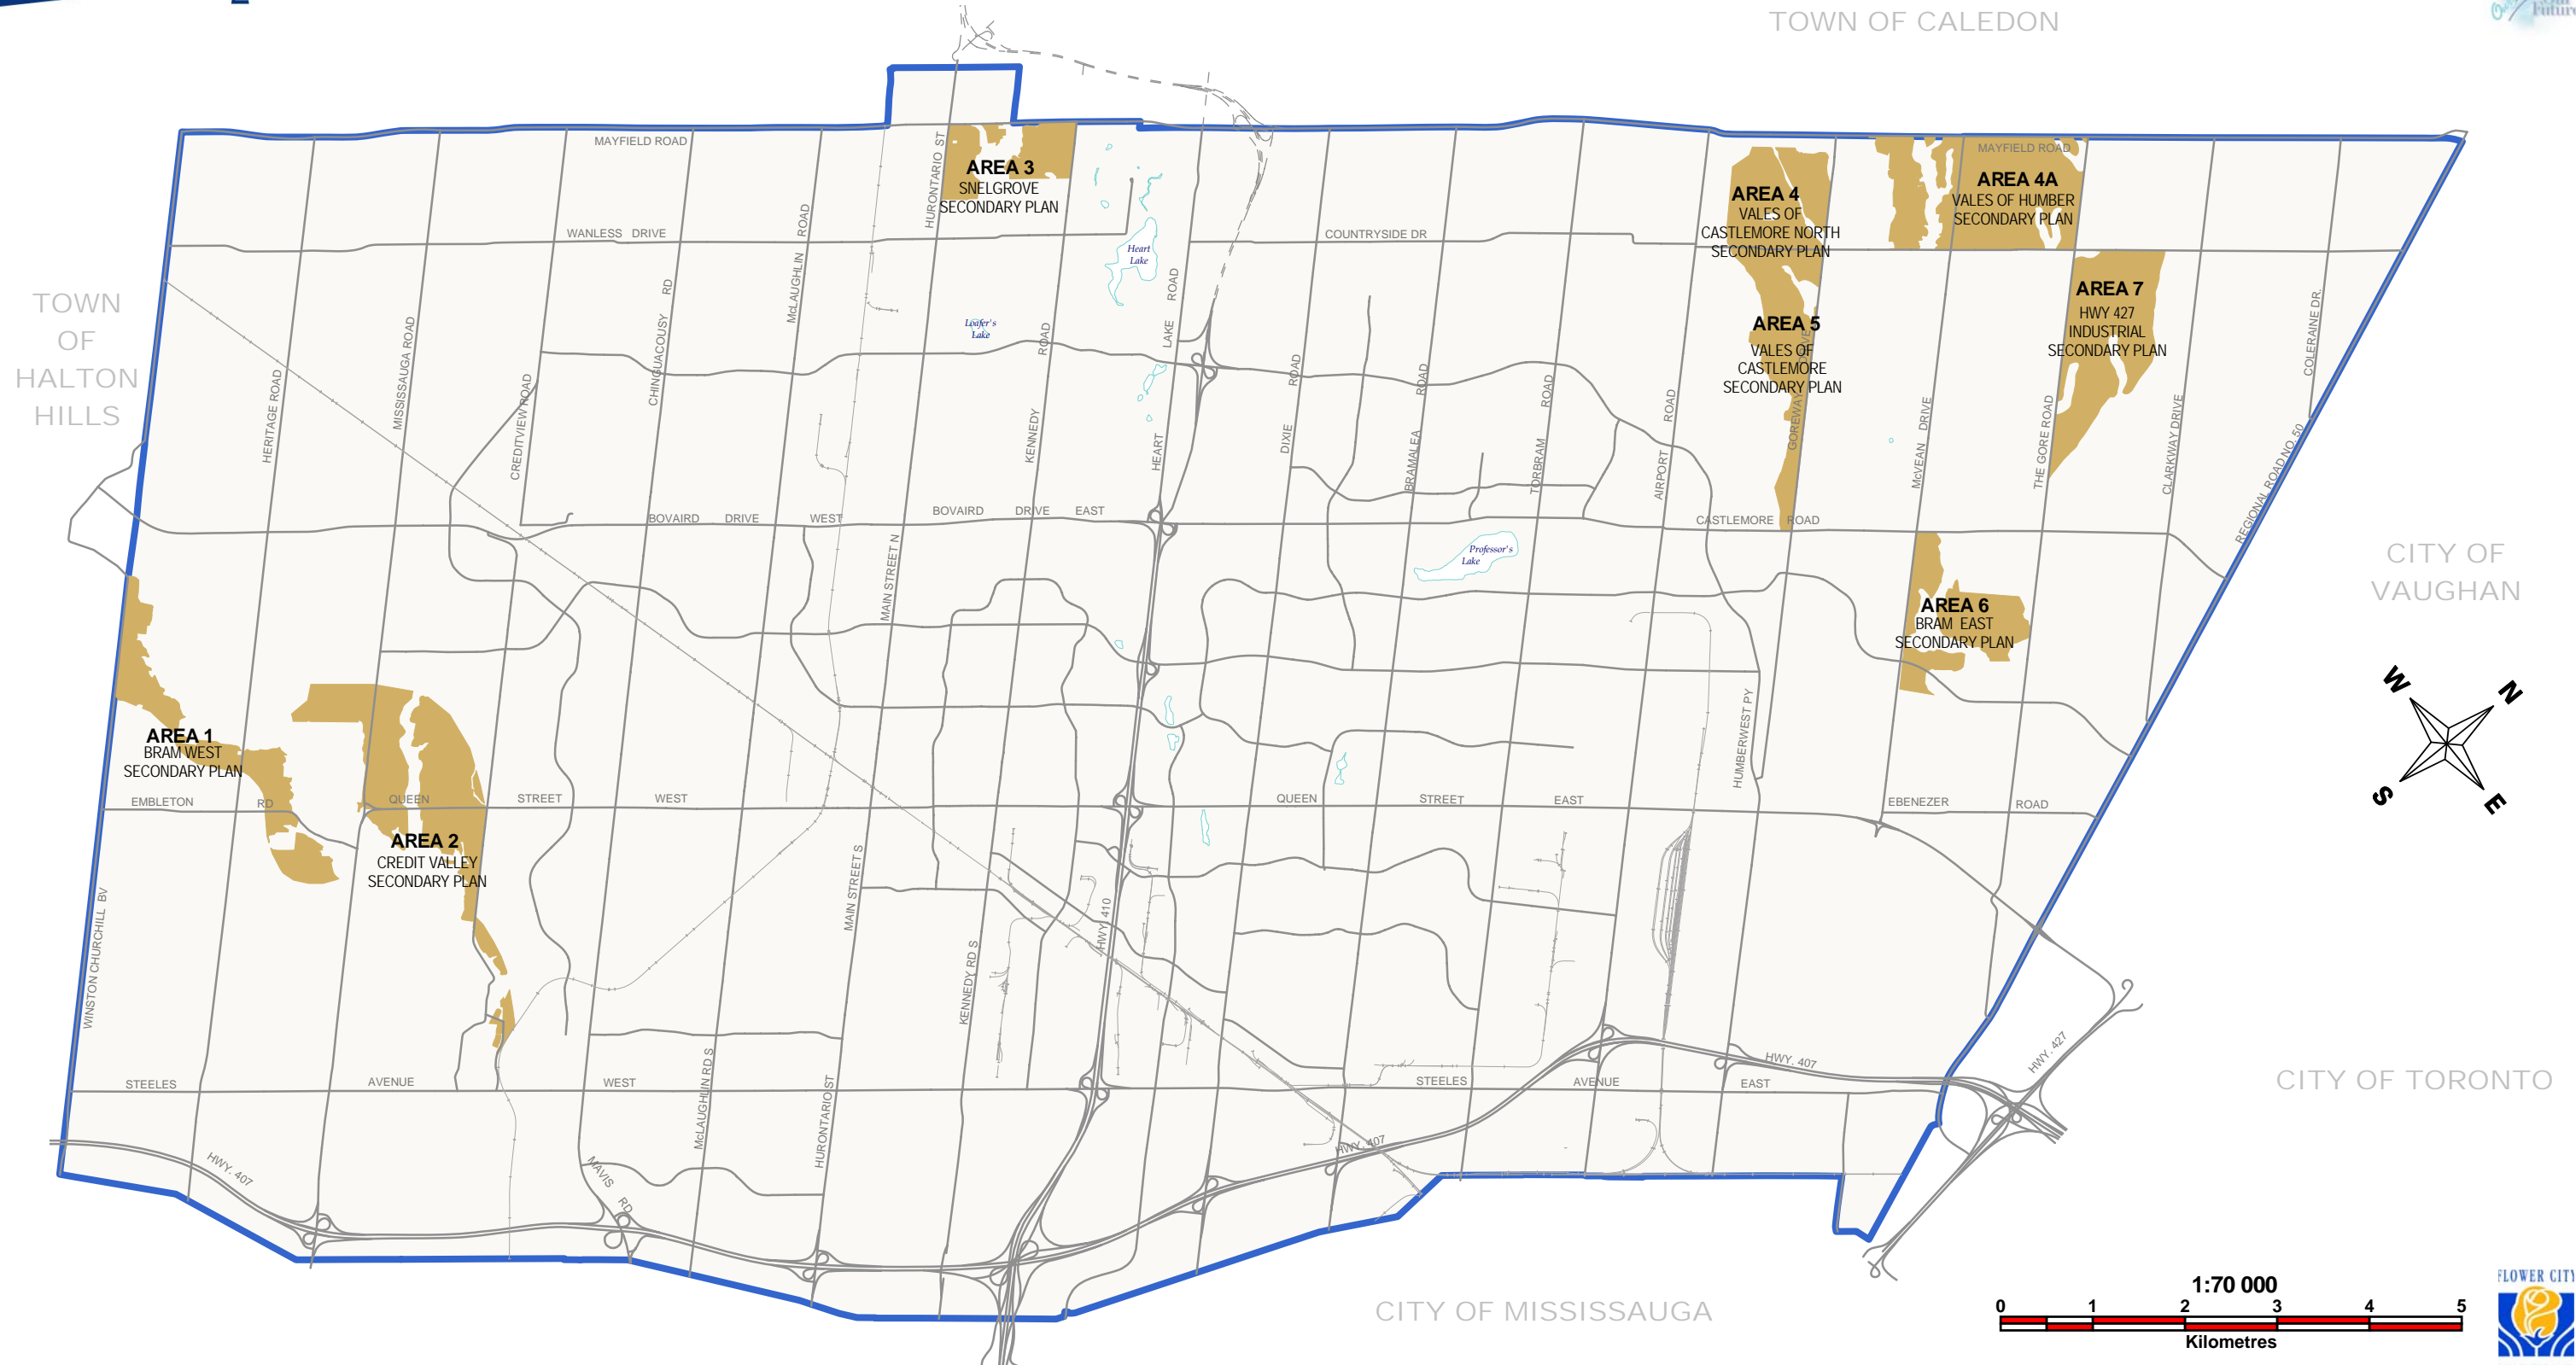 TOWN OF CALEDON
Our
Our
Future
MAYFIELD ROAD
HURONTARIO ST
AREA 3
SNELGROVE
SECONDARY PLAN
AREA 4
VALES OF
CASTLEMORE NORTH
SECONDARY PLAN
MAYFIELD ROAD
AREA 4A
VALES OF HUMBER
SECONDARY PLAN
WANLESS DRIVE
COUNTRYSIDE DR
Heart
Lake
Loafer's
Lake
TOWN
OF
HALTON
HILLS
HERITAGE ROAD
MISSISSAUGA ROAD
CREDITVIEW ROAD
CHINGUACOUSY RD
McLAUGHLIN ROAD
KENNEDY ROAD
HEART LAKE ROAD
DIXIE ROAD
BRAMALEA ROAD
TORBRAM ROAD
AIRPORT ROAD
AREA 5
VALES OF
CASTLEMORE
SECONDARY PLAN
GOREWAY DRIVE
McVEAN DRIVE
AREA 7
HWY 427
INDUSTRIAL
SECONDARY PLAN
THE GORE ROAD
CLARKWAY DRIVE
COLERAINE DR.
REGIONAL ROAD NO. 50
BOVAIRD DRIVE WEST
BOVAIRD DRIVE EAST
CASTLEMORE ROAD
MAIN STREET N
Professor's
Lake
CITY OF
VAUGHAN
AREA 6
BRAM EAST
SECONDARY PLAN
W
N
S
E
HUMBERWEST PY
AREA 1
BRAM WEST
SECONDARY PLAN
EMBLETON RD
QUEEN STREET WEST
QUEEN STREET EAST
EBENEZER ROAD
AREA 2
CREDIT VALLEY
SECONDARY PLAN
WINSTON CHURCHILL BV
MAIN STREET S
KENNEDY RD S
HWY. 410
HWY. 407
HWY. 427
STEELES AVENUE WEST
STEELES AVENUE EAST
CITY OF TORONTO
McLAUGHLIN RD S
HURONTARIO ST
HWY. 407
MAVIS RD
HWY. 407
CITY OF MISSISSAUGA
1:70 000
0 1 2 3 4 5
Kilometres
FLOWER CITY